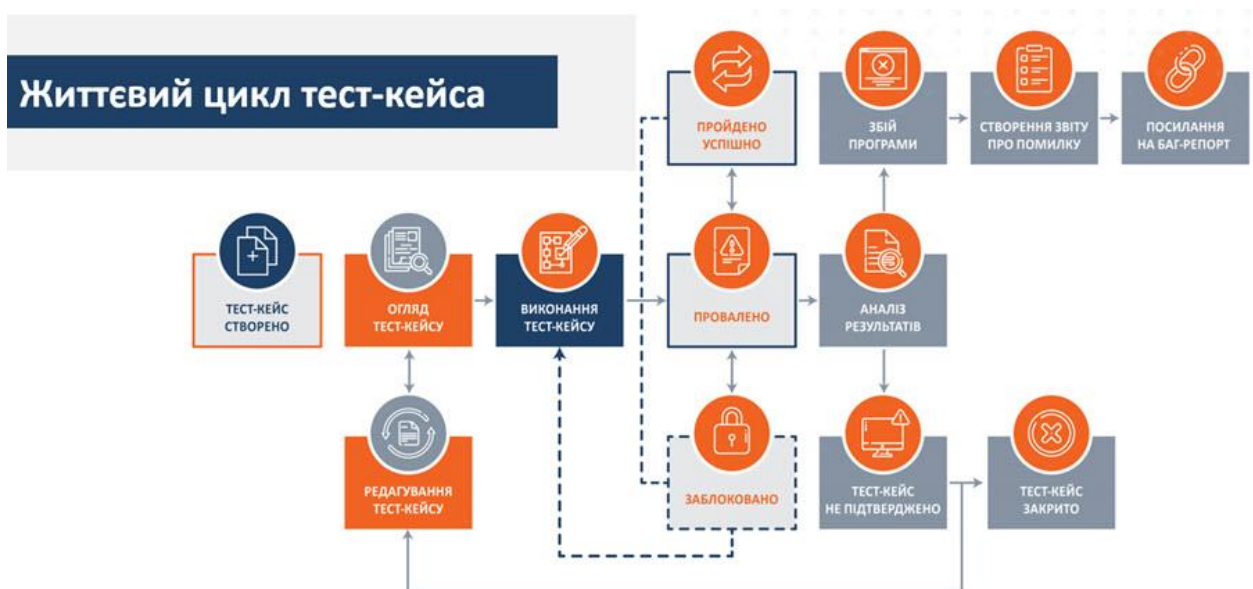 Життєвий цикл тест-кейса
ПРОЙДЕНО
УСПІШНО
ЗБІЙ
ПРОГРАМИ
СТВОРЕННЯ ЗВІТУ
ПРО ПОМИЛКУ
ПОСИЛАННЯ
НА БАГ-РЕПОРТ
ТЕСТ-КЕЙС
СТВОРЕНО
ОГЛЯД
ТЕСТ-КЕЙСУ
ВИКОНАННЯ
ТЕСТ-КЕЙСУ
ПРОВАЛЕНО
АНАЛІЗ
РЕЗУЛЬТАТІВ
РЕДАГУВАННЯ
ТЕСТ-КЕЙСУ
ЗАБЛОКОВАНО
ТЕСТ-КЕЙС
НЕ ПІДТВЕРДЖЕНО
ТЕСТ-КЕЙС
ЗАКРИТО